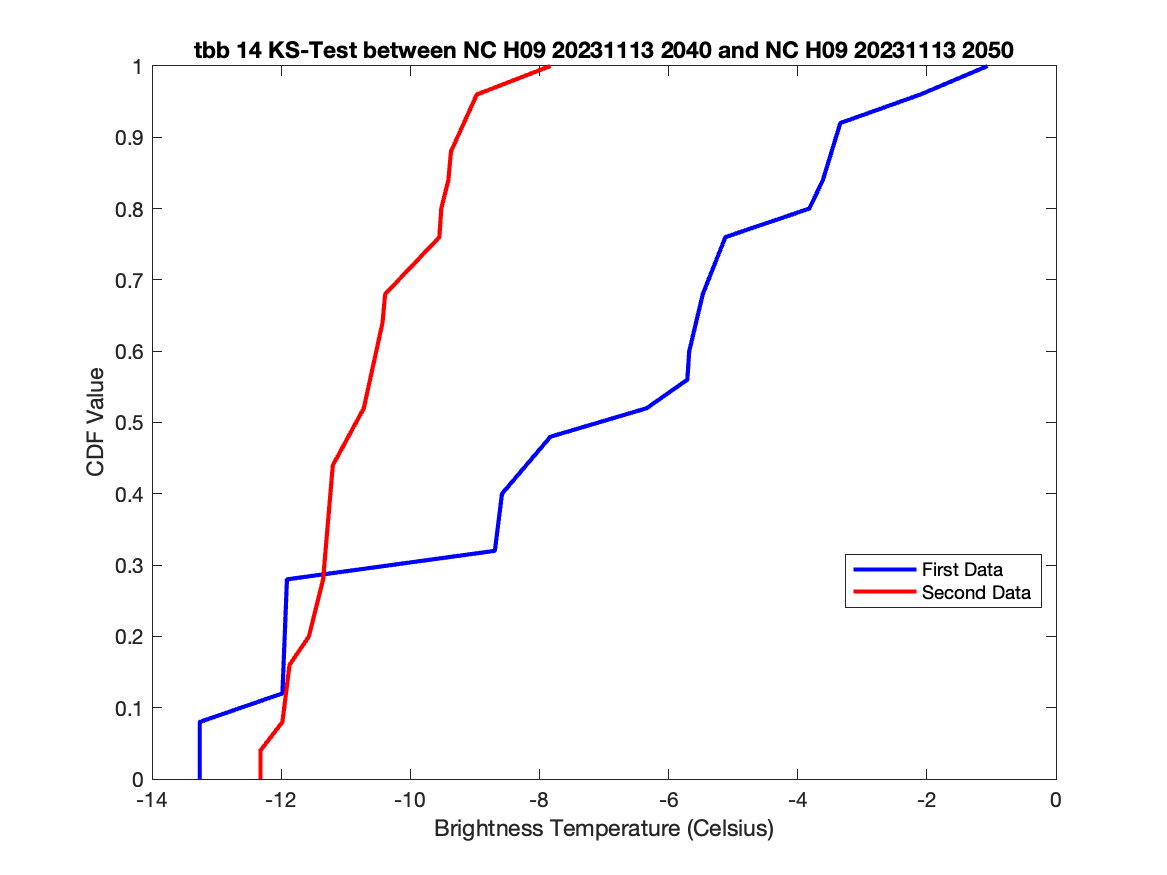 tbb 14 KS-Test between NC H09 20231113 2040 and NC H09 20231113 2050
1
0.9
0.8
0.7
0.6
0.5
0.4
0.3
0.2
0.1
0
CDF Value
First Data
Second Data
-14 -12 -10 -8 -6 -4 -2 0
Brightness Temperature (Celsius)